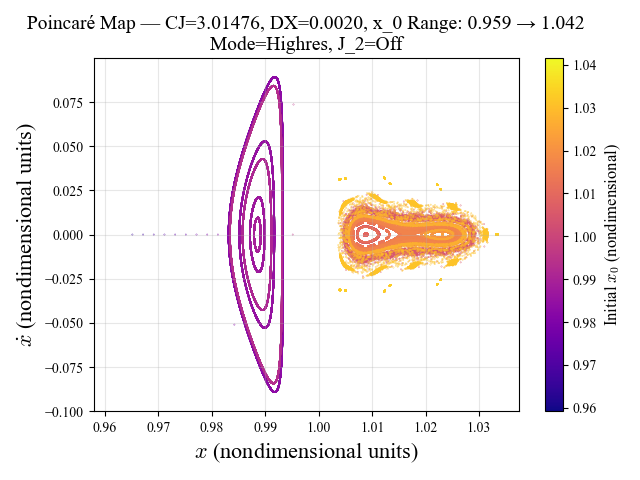 Poincaré Map — CJ=3.01476, DX=0.0020, x_0 Range: 0.959 → 1.042
Mode=Highres, J_2=Off
0.075
0.050
0.025
0.000
−0.025
−0.050
−0.075
−0.100
ẋ (nondimensional units)
0.96 0.97 0.98 0.99 1.00 1.01 1.02 1.03
x (nondimensional units)
1.04
1.03
1.02
1.01
1.00
0.99
0.98
0.97
0.96
Initial x₀ (nondimensional)